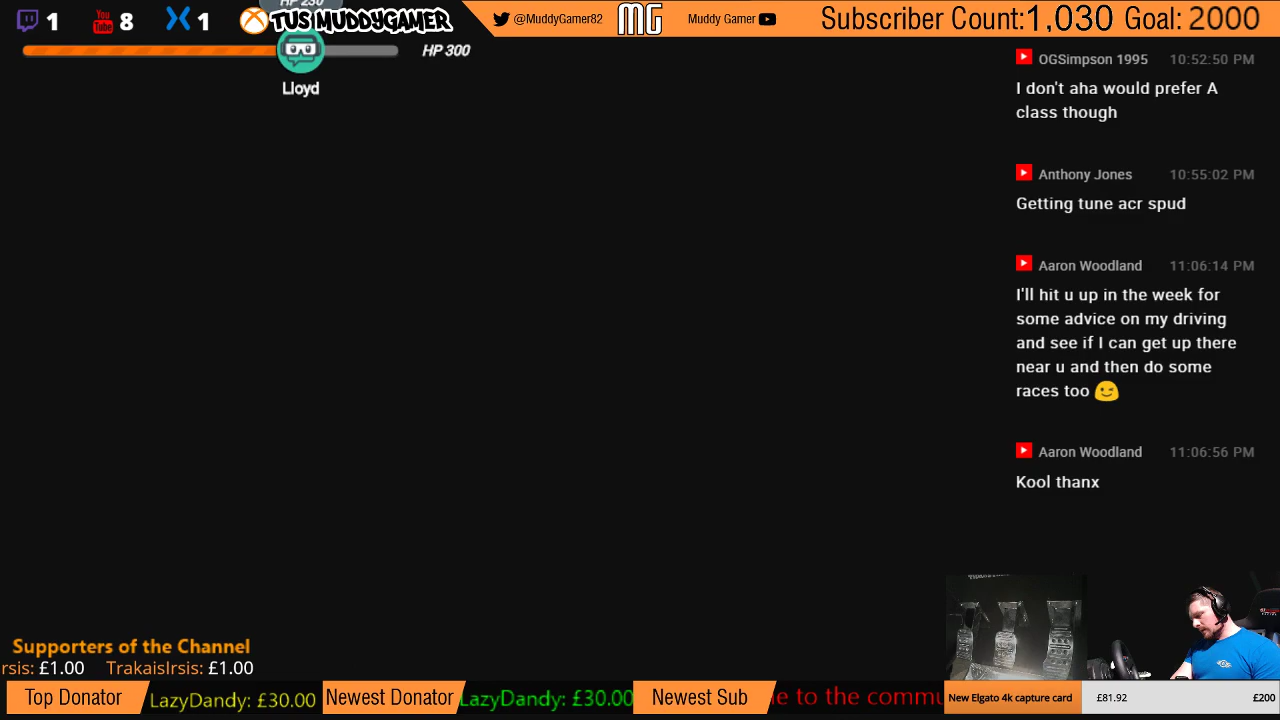 HP 230
1
8
1
TUS MUDDYGAMER
@MuddyGamer82
MG
Muddy Gamer
Subscriber Count:1,030 Goal: 2000
HP 300
Lloyd
OGSimpson 1995 10:52:50 PM
I don't aha would prefer A
class though
Anthony Jones 10:55:02 PM
Getting tune acr spud
Aaron Woodland 11:06:14 PM
I'll hit u up in the week for
some advice on my driving
and see if I can get up there
near u and then do some
races too
Aaron Woodland 11:06:56 PM
Kool thanx
Supporters of the Channel
rsis: £1.00 TrakaisIrsis: £1.00
Top Donator
LazyDandy: £30.00
Newest Donator
LazyDandy: £30.00
Newest Sub
e to the commu
New Elgato 4k capture card
£81.92
£200